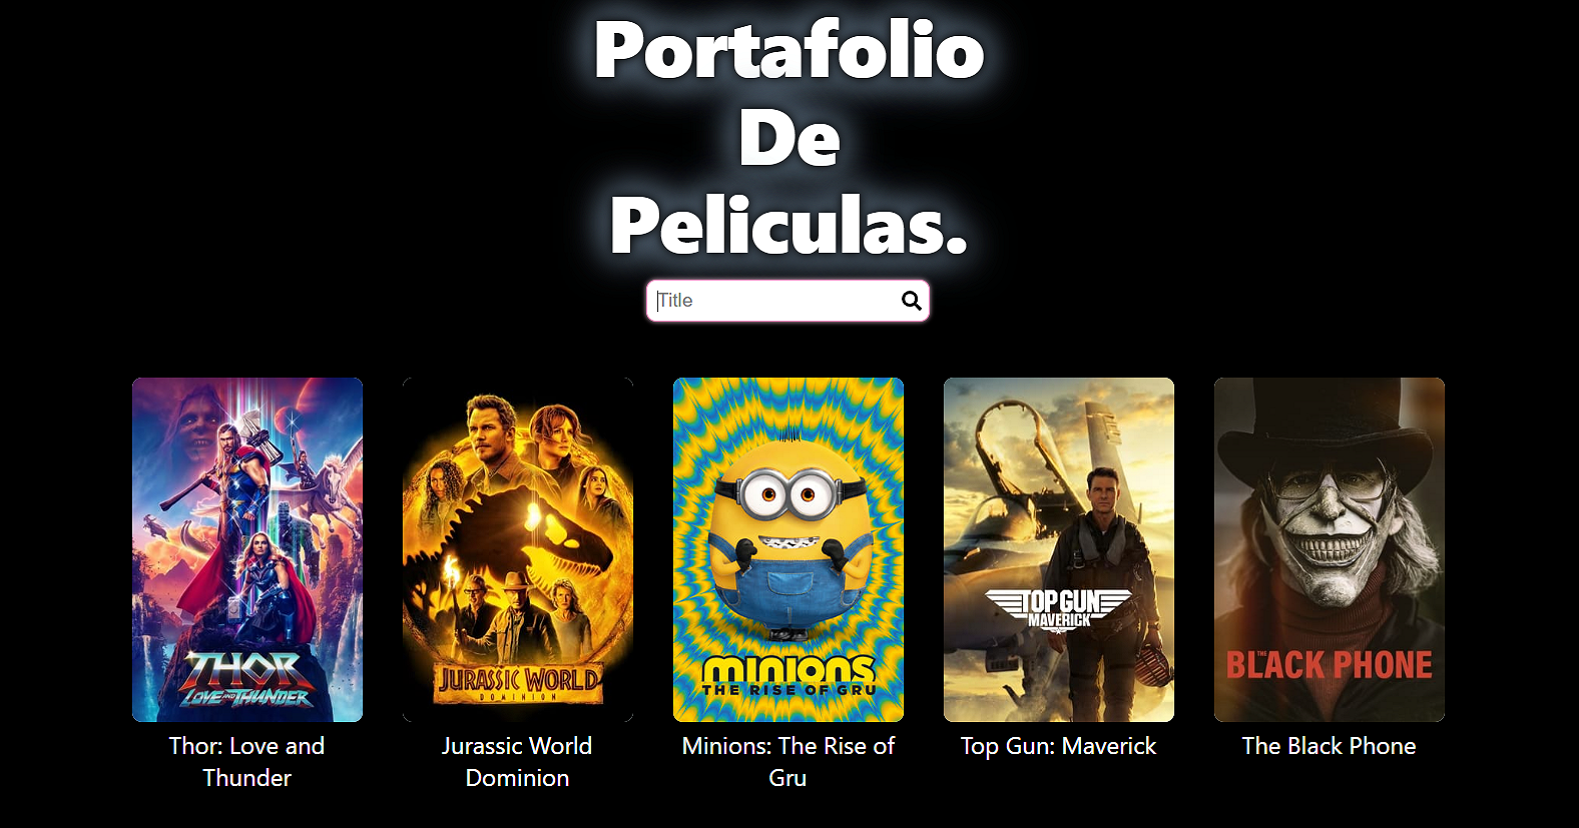 Portafolio
De
Peliculas.
Title
THOR
LOVE AND THUNDER
JURASSIC WORLD
DOMINION
MINIONS
THE RISE OF GRU
TOP GUN
MAVERICK
THE
BLACK PHONE
Thor: Love and
Thunder
Jurassic World
Dominion
Minions: The Rise of
Gru
Top Gun: Maverick
The Black Phone